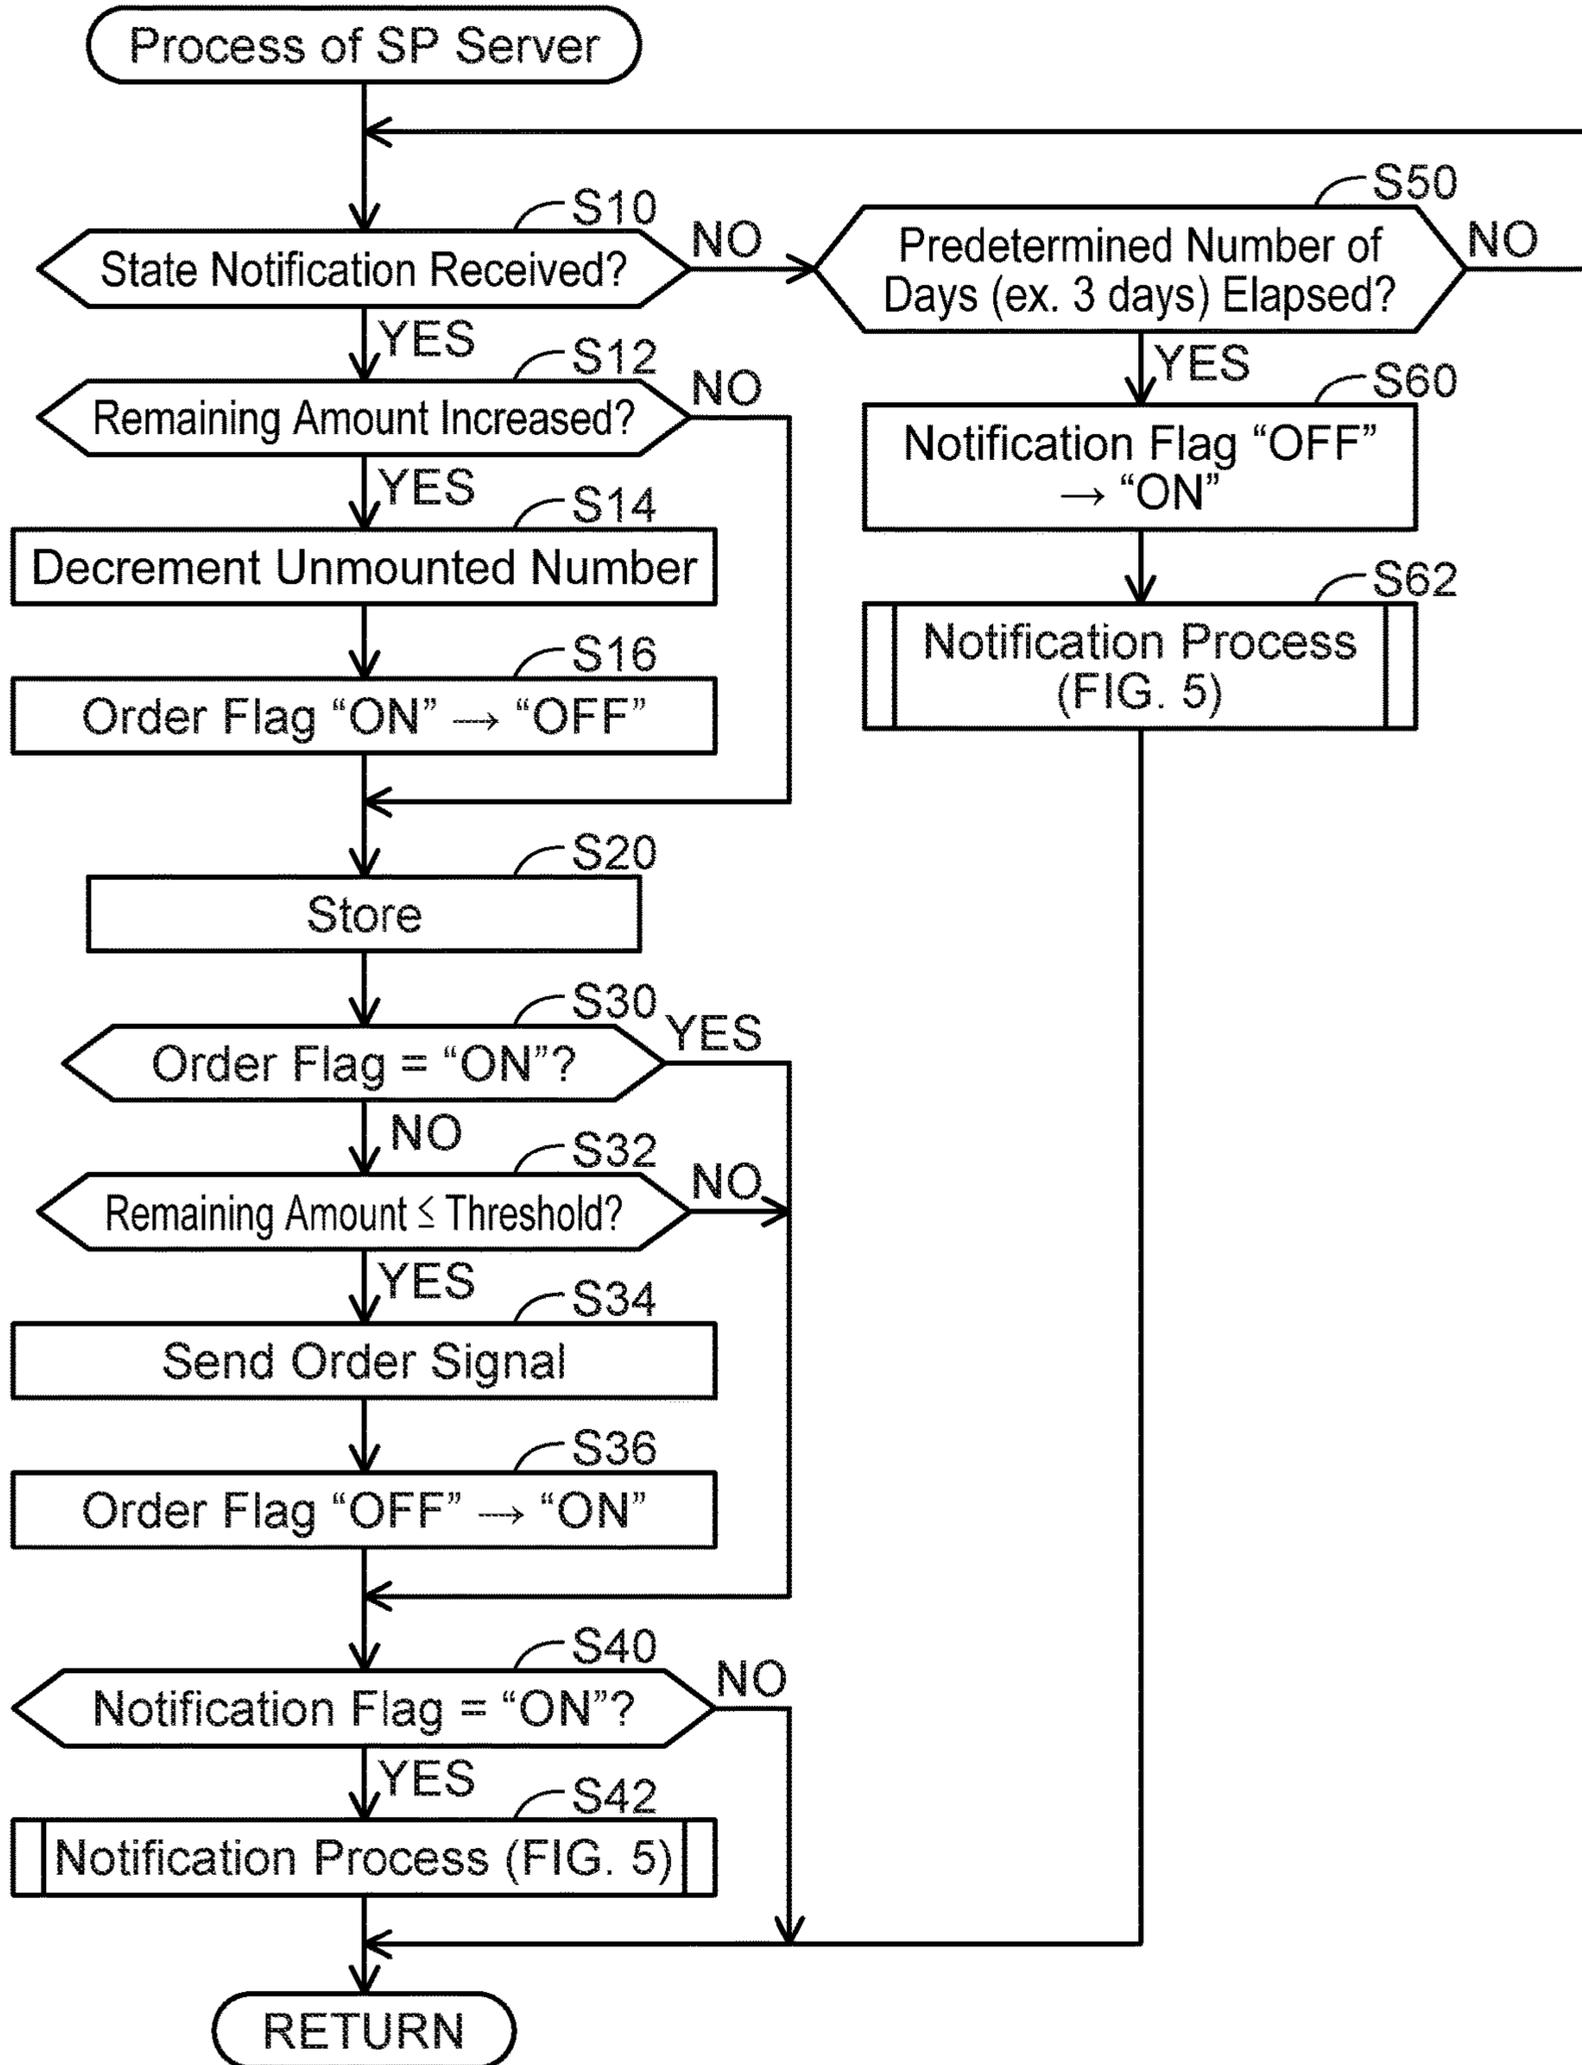 Process of SP Server
S10
State Notification Received?
NO
YES
S12
Remaining Amount Increased?
NO
YES
S14
Decrement Unmounted Number
S16
Order Flag “ON” → “OFF”
S20
Store
S30
Order Flag = “ON”?
YES
NO
S32
Remaining Amount ≤ Threshold?
NO
YES
S34
Send Order Signal
S36
Order Flag “OFF” → “ON”
S40
Notification Flag = “ON”?
NO
YES
S42
Notification Process (FIG. 5)
RETURN
S50
Predetermined Number of
Days (ex. 3 days) Elapsed?
NO
YES
S60
Notification Flag “OFF”
→ “ON”
S62
Notification Process
(FIG. 5)